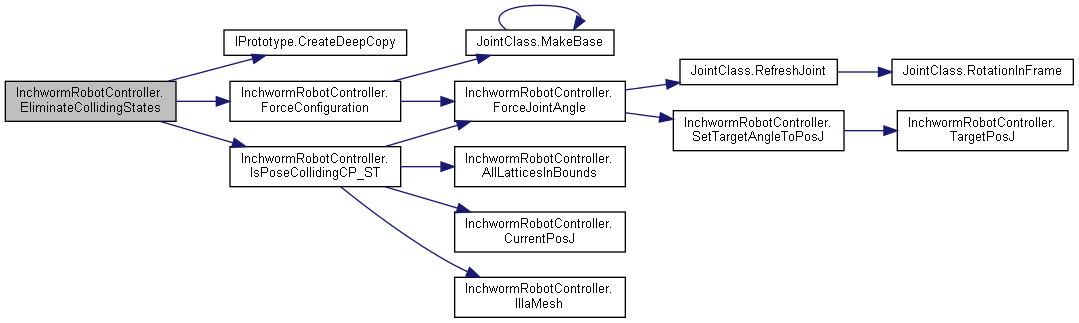 InchwormRobotController.
EliminateCollidingStates
IPrototype.CreateDeepCopy
InchwormRobotController.
ForceConfiguration
InchwormRobotController.
IsPoseCollidingCP_ST
JointClass.MakeBase
InchwormRobotController.
ForceJointAngle
InchwormRobotController.
AllLatticesInBounds
InchwormRobotController.
CurrentPosJ
InchwormRobotController.
IllaMesh
JointClass.RefreshJoint
InchwormRobotController.
SetTargetAngleToPosJ
JointClass.RotationInFrame
InchwormRobotController.
TargetPosJ